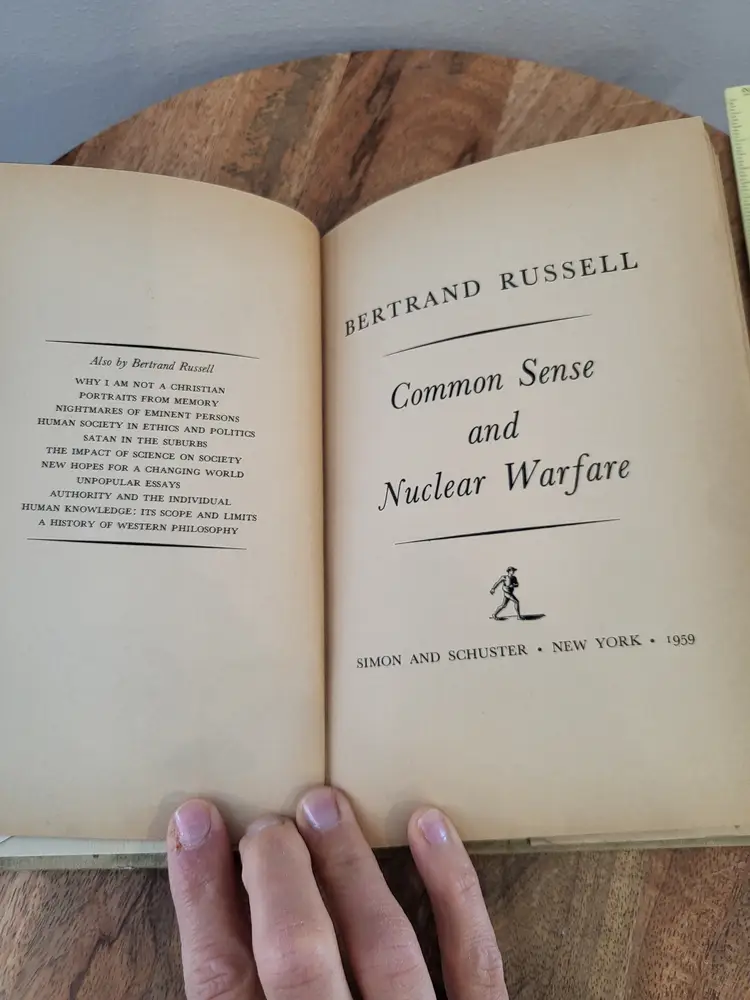 Also by Bertrand Russell
WHY I AM NOT A CHRISTIAN
PORTRAITS FROM MEMORY
NIGHTMARES OF EMINENT PERSONS
HUMAN SOCIETY IN ETHICS AND POLITICS
SATAN IN THE SUBURBS
THE IMPACT OF SCIENCE ON SOCIETY
NEW HOPES FOR A CHANGING WORLD
UNPOPULAR ESSAYS
AUTHORITY AND THE INDIVIDUAL
HUMAN KNOWLEDGE: ITS SCOPE AND LIMITS
A HISTORY OF WESTERN PHILOSOPHY
BERTRAND RUSSELL
Common Sense
and
Nuclear Warfare
SIMON AND SCHUSTER • NEW YORK • 1959